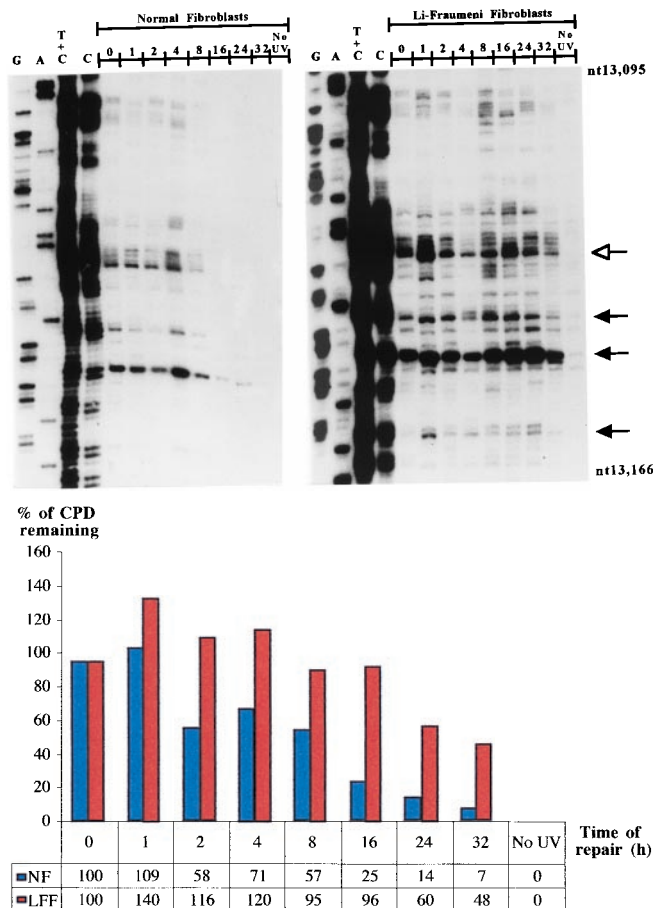 Normal Fibroblasts
G A T+C C 0 1 2 4 8 16 24 32 No UV
Li-Fraumeni Fibroblasts
G A T+C C 0 1 2 4 8 16 24 32 No UV
nt13,095
nt13,166
% of CPD
remaining
160
140
120
100
80
60
40
20
0
0 1 2 4 8 16 24 32 No UV
Time of
repair (h)
NF 100 109 58 71 57 25 14 7 0
LFF 100 140 116 120 95 96 60 48 0